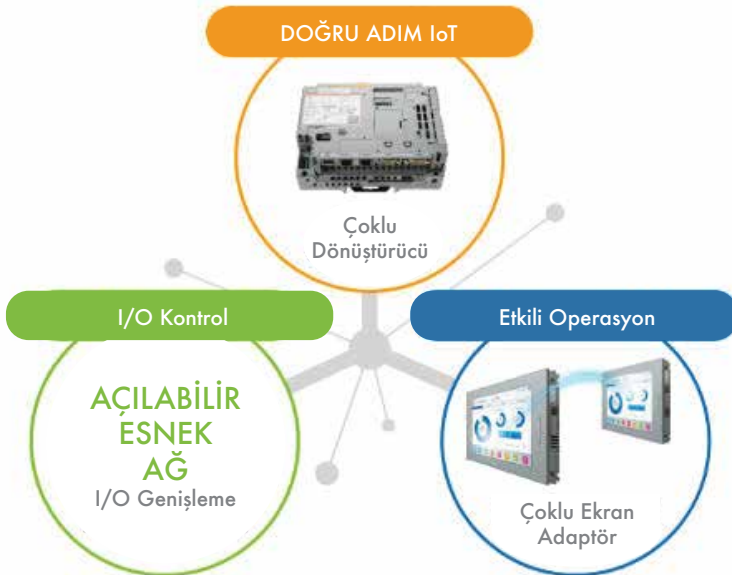 DOĞRU ADIM IoT
Çoklu
Dönüştürücü
I/O Kontrol
AÇILABİLİR
ESNEK
AĞ
I/O Genişleme
Etkili Operasyon
Çoklu Ekran
Adaptör